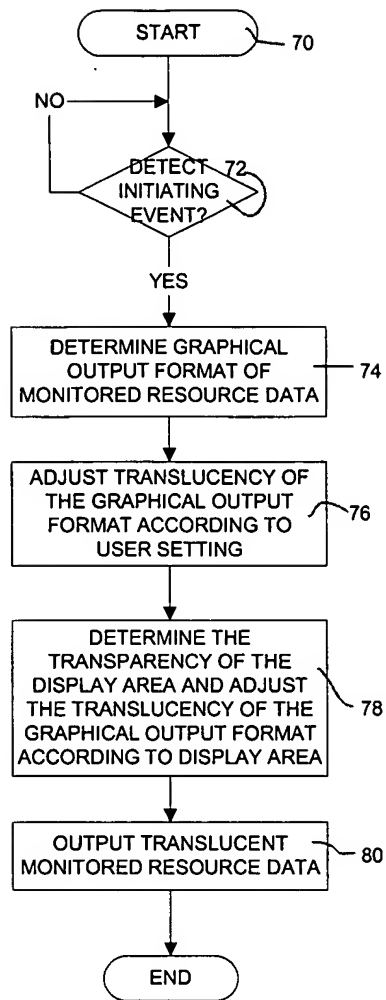 START
70
NO
72
DETECT
INITIATING
EVENT?
YES
DETERMINE GRAPHICAL
OUTPUT FORMAT OF
MONITORED RESOURCE DATA
74
ADJUST TRANSLUCENCY OF
THE GRAPHICAL OUTPUT
FORMAT ACCORDING TO
USER SETTING
76
DETERMINE THE
TRANSPARENCY OF THE
DISPLAY AREA AND ADJUST
THE TRANSLUCENCY OF THE
GRAPHICAL OUTPUT FORMAT
ACCORDING TO DISPLAY AREA
78
OUTPUT TRANSLUCENT
MONITORED RESOURCE DATA
80
END